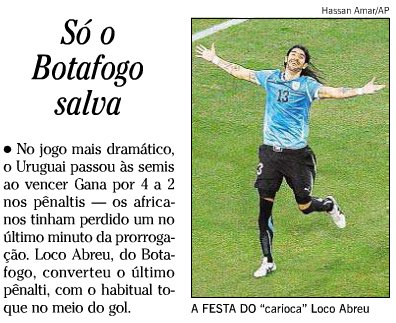 Só o
Botafogo
salva
● No jogo mais dramático,
o Uruguai passou às semis
ao vencer Gana por 4 a 2
nos pênaltis — os africa-
nos tinham perdido um no
último minuto da prorroga-
ção. Loco Abreu, do Bota-
fogo, converteu o último
pênalti, com o habitual to-
que no meio do gol.
Hassan Amar/AP
13
3
A FESTA DO “carioca” Loco Abreu